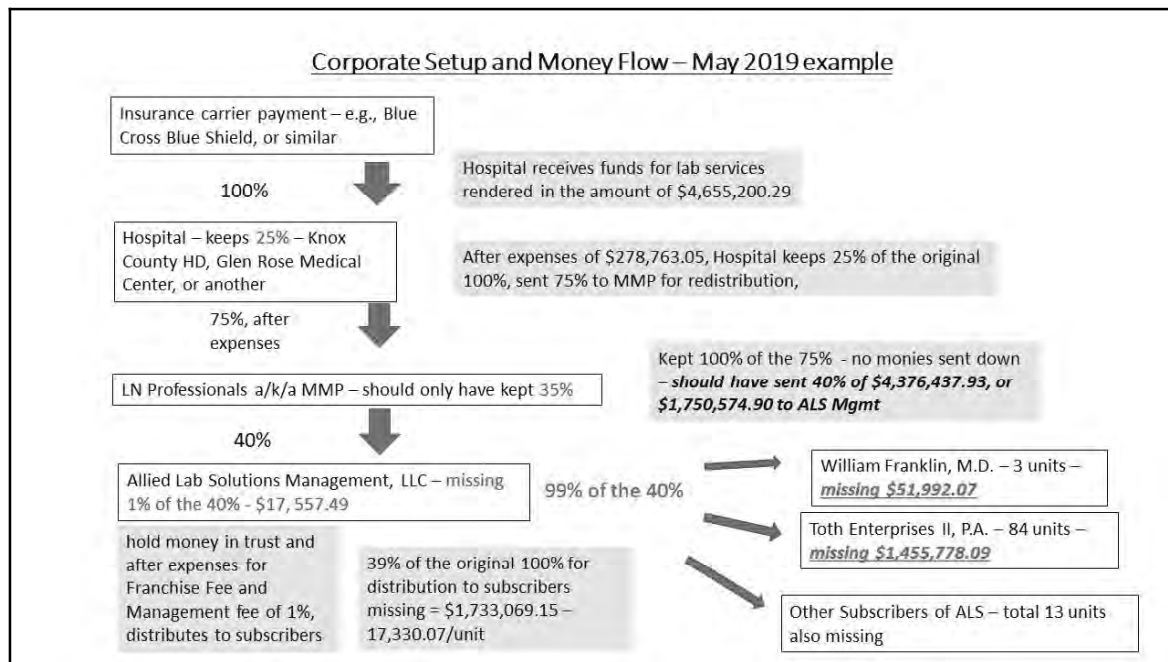 Corporate Setup and Money Flow – May 2019 example
Insurance carrier payment – e.g., Blue
Cross Blue Shield, or similar
100%
Hospital receives funds for lab services
rendered in the amount of $4,655,200.29
Hospital – keeps 25% – Knox
County HD, Glen Rose Medical
Center, or another
After expenses of $278,763.05, Hospital keeps 25% of the original
100%, sent 75% to MMP for redistribution,
75%, after
expenses
Kept 100% of the 75% - no monies sent down
– should have sent 40% of $4,376,437.93, or
$1,750,574.90 to ALS Mgmt
LN Professionals a/k/a MMP – should only have kept 35%
40%
Allied Lab Solutions Management, LLC – missing
1% of the 40% - $17, 557.49
99% of the 40%
William Franklin, M.D. – 3 units –
missing $51,992.07
Toth Enterprises II, P.A. – 84 units –
missing $1,455,778.09
Other Subscribers of ALS – total 13 units
also missing
hold money in trust and
after expenses for
Franchise Fee and
Management fee of 1%,
distributes to subscribers
39% of the original 100% for
distribution to subscribers
missing = $1,733,069.15 –
17,330.07/unit